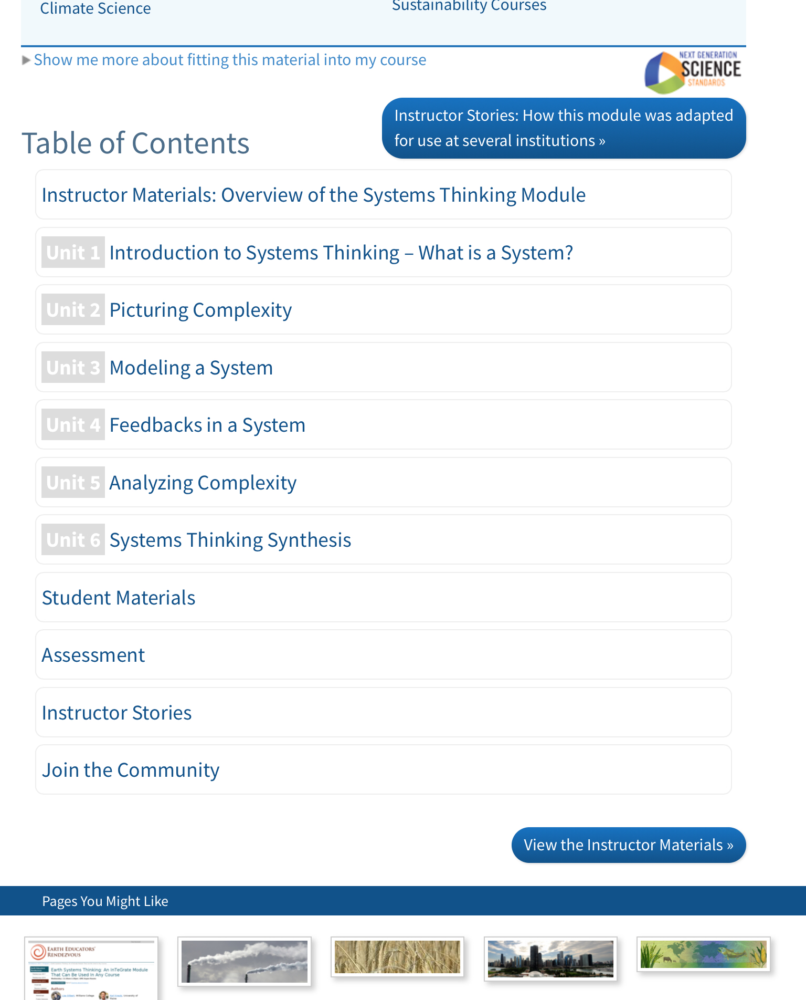 Climate Science
Sustainability Courses
Show me more about fitting this material into my course
NEXT GENERATION
SCIENCE
STANDARDS
Instructor Stories: How this module was adapted
for use at several institutions »
Table of Contents
Instructor Materials: Overview of the Systems Thinking Module
Unit 1 Introduction to Systems Thinking – What is a System?
Unit 2 Picturing Complexity
Unit 3 Modeling a System
Unit 4 Feedbacks in a System
Unit 5 Analyzing Complexity
Unit 6 Systems Thinking Synthesis
Student Materials
Assessment
Instructor Stories
Join the Community
View the Instructor Materials »
Pages You Might Like
EARTH EDUCATORS'
RENDEZVOUS
Earth Systems Thinking: An InTeGrate Module
That Can Be Used In Any Course
Authors